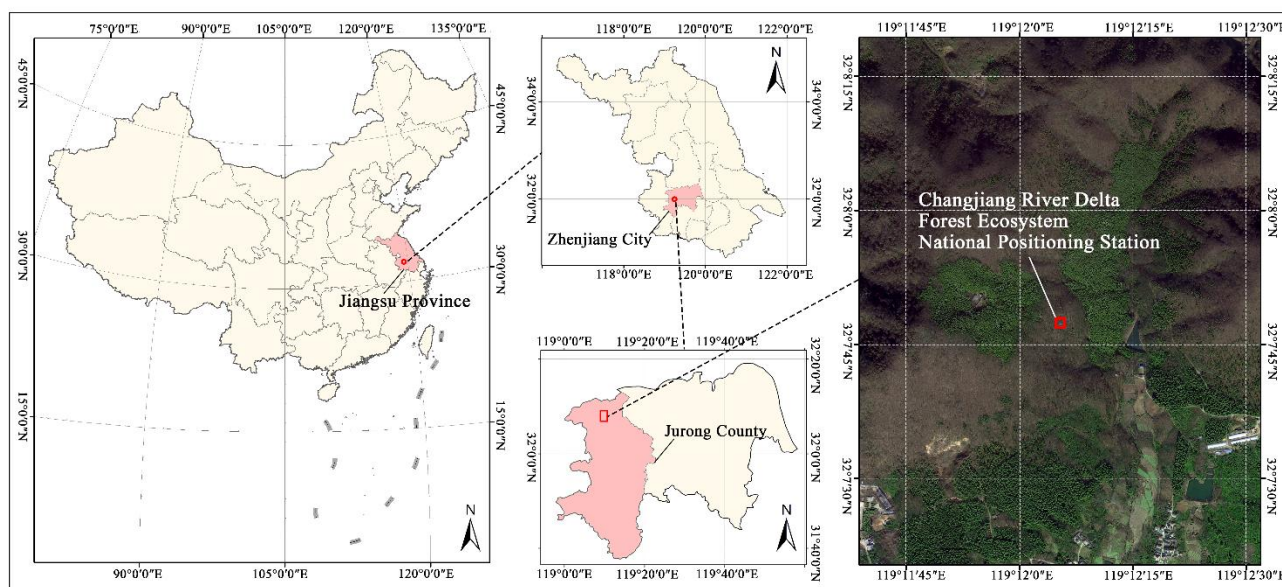 75°0'0"E 90°0'0"E 105°0'0"E 120°0'0"E 135°0'0"E
45°0'0"N
45°0'0"N
30°0'0"N
30°0'0"N
Jiangsu Province
15°0'0"N
15°0'0"N
N
90°0'0"E 105°0'0"E 120°0'0"E
118°0'0"E 120°0'0"E 122°0'0"E
N
34°0'0"N
34°0'0"N
32°0'0"N
32°0'0"N
Zhenjiang City
118°0'0"E 120°0'0"E 122°0'0"E
119°0'0"E 119°20'0"E 119°40'0"E
32°20'0"N
Jurong County
32°0'0"N
32°0'0"N
N
31°40'0"N
119°0'0"E 119°20'0"E 119°40'0"E
119°11'45"E 119°12'0"E 119°12'15"E 119°12'30"E
32°8'15"N
32°8'15"N
Changjiang River Delta
Forest Ecosystem
National Positioning Station
32°8'0"N
32°8'0"N
32°7'45"N
32°7'45"N
32°7'30"N
32°7'30"N
119°11'45"E 119°12'0"E 119°12'15"E 119°12'30"E